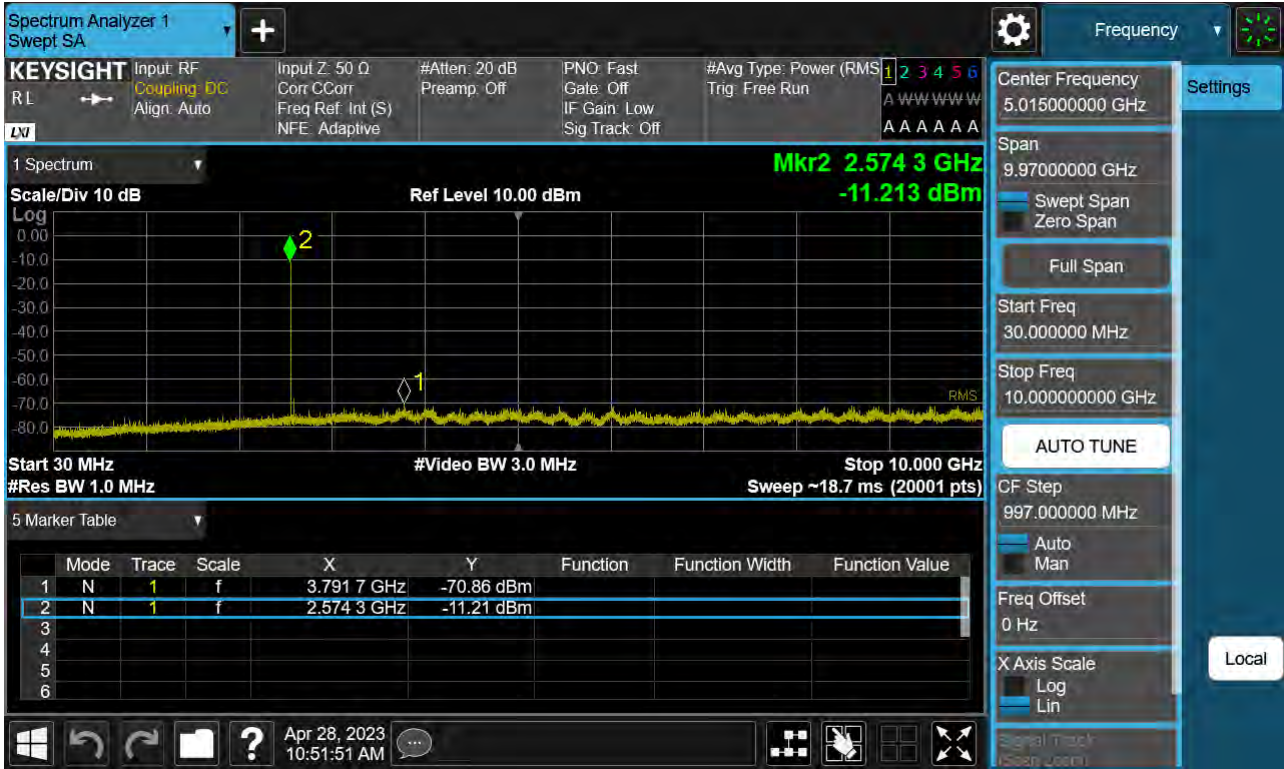 Spectrum Analyzer 1
Swept SA
+
Frequency
KEYSIGHT
R L
LXI
Input: RF
Coupling: DC
Align: Auto
Input Z: 50 Ω
Corr CCorr
Freq Ref: Int (S)
NFE: Adaptive
#Atten: 20 dB
Preamp: Off
PNO: Fast
Gate: Off
IF Gain: Low
Sig Track: Off
#Avg Type: Power (RMS
Trig: Free Run
1 2 3 4 5 6
A W W W W W
A A A A A A
1 Spectrum
Mkr2 2.574 3 GHz
-11.213 dBm
Scale/Div 10 dB
Ref Level 10.00 dBm
Log
0.00
-10.0
-20.0
-30.0
-40.0
-50.0
-60.0
-70.0
-80.0
2
1
RMS
Start 30 MHz
#Video BW 3.0 MHz
Stop 10.000 GHz
#Res BW 1.0 MHz
Sweep ~18.7 ms (20001 pts)
5 Marker Table
Mode Trace Scale X Y Function Function Width Function Value
1 N 1 f 3.791 7 GHz -70.86 dBm
2 N 1 f 2.574 3 GHz -11.21 dBm
3
4
5
6
Center Frequency
5.015000000 GHz
Span
9.97000000 GHz
Swept Span
Zero Span
Full Span
Start Freq
30.000000 MHz
Stop Freq
10.000000000 GHz
AUTO TUNE
CF Step
997.000000 MHz
Auto
Man
Freq Offset
0 Hz
X Axis Scale
Log
Lin
Signal Track
(Span Zoom)
Settings
Local
?
Apr 28, 2023
10:51:51 AM